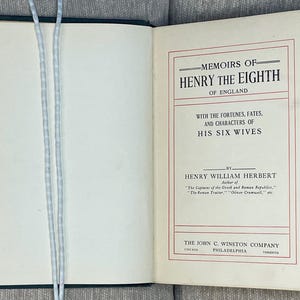 MEMOIRS OF
HENRY THE EIGHTH
OF ENGLAND
WITH THE FORTUNES, FATES,
AND CHARACTERS OF
HIS SIX WIVES
BY
HENRY WILLIAM HERBERT
Author of
"The Captains of the Greek and Roman Republics,"
"The Roman Traitor," "Oliver Cromwell," etc.
THE JOHN C. WINSTON COMPANY
CHICAGO PHILADELPHIA TORONTO